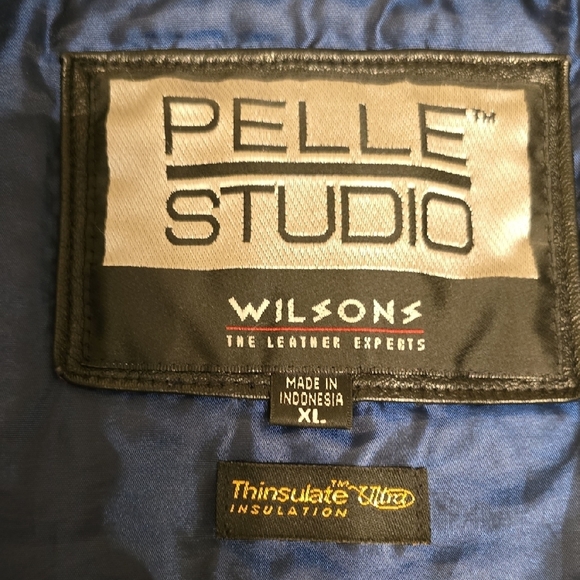 PELLE™
STUDIO
WILSONS
THE LEATHER EXPERTS
MADE IN
INDONESIA
XL
Thinsulate™ Ultra
INSULATION